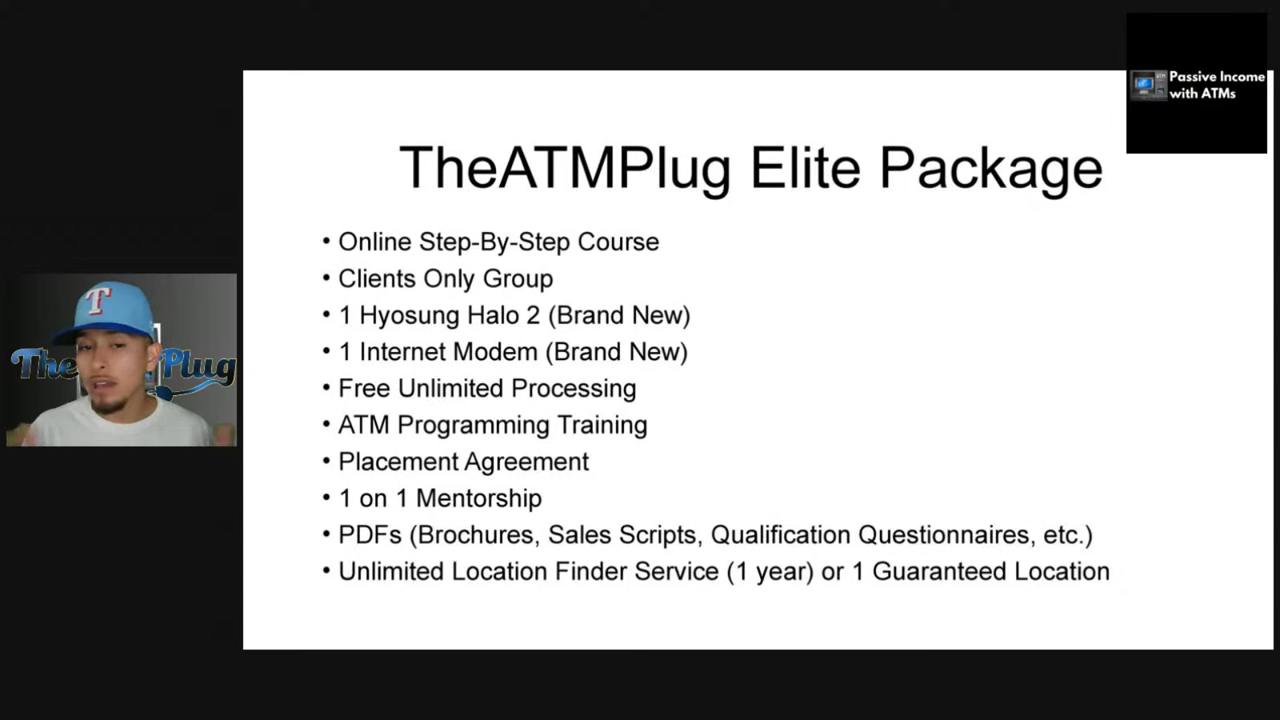 Passive Income
with ATMs
TheATMPlug Elite Package
• Online Step-By-Step Course
• Clients Only Group
• 1 Hyosung Halo 2 (Brand New)
• 1 Internet Modem (Brand New)
• Free Unlimited Processing
• ATM Programming Training
• Placement Agreement
• 1 on 1 Mentorship
• PDFs (Brochures, Sales Scripts, Qualification Questionnaires, etc.)
• Unlimited Location Finder Service (1 year) or 1 Guaranteed Location
T
The Plug